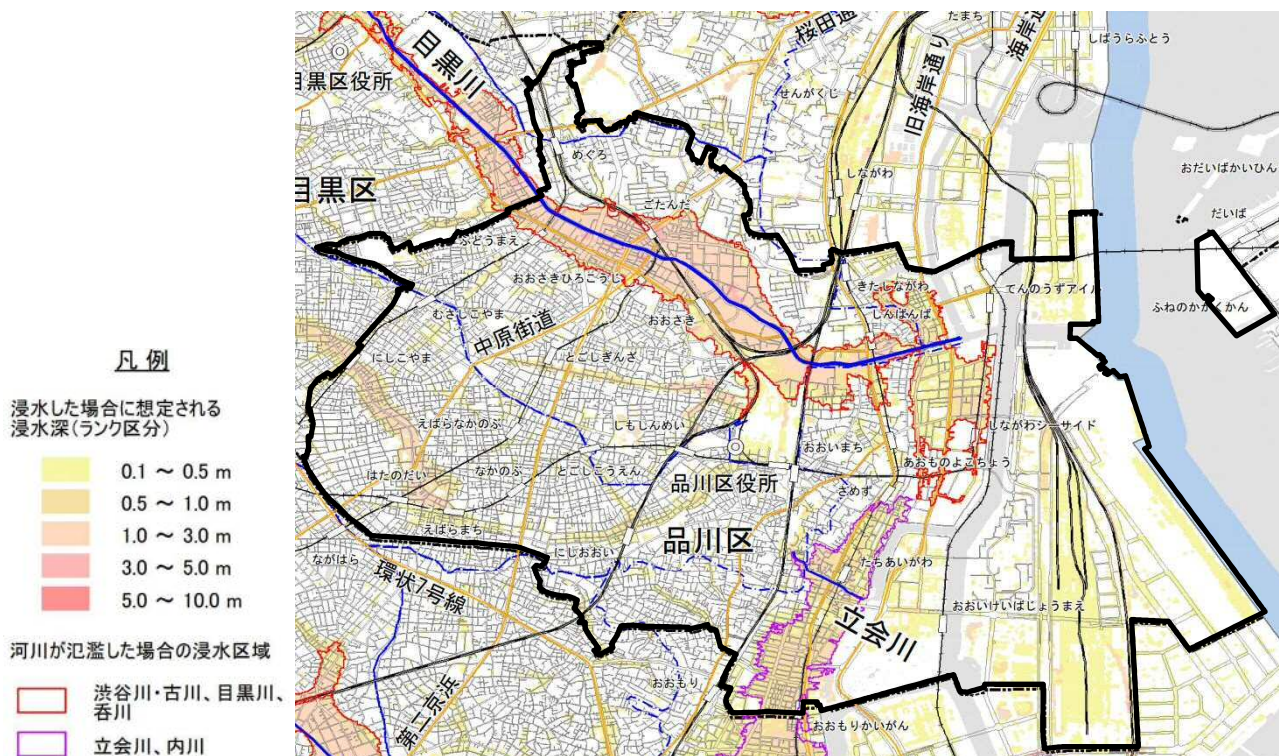 凡 例
浸水した場合に想定される
浸水深(ランク区分)
0.1 ~ 0.5 m
0.5 ~ 1.0 m
1.0 ~ 3.0 m
3.0 ~ 5.0 m
5.0 ~ 10.0 m
河川が氾濫した場合の浸水区域
渋谷川・古川、目黒川、
呑川
立会川、内川
目黒川
桜田通
たまち
海岸通
しばうらふとう
黒区役所
旧海岸通り
せんがくじ
めぐろ
しながわ
おだいばかいひん
目黒区
ごたんだ
だいば
ふどうまえ
おおさきひろこうじ
きたしながわ
てんのうずアイル
ふねのかがくかん
むさしこやま
おおさき
しんばんば
中原街道
とごしぎんざ
にしこやま
えばらなかのぶ
しもしんめい
しながわシーサイド
おおいまち
はたのだい
なかのぶ
とごしこうえん
あおものよこちょう
品川区役所
さめず
えばらまち
品川区
ながはら
にしおおい
たちあいがわ
環状7号線
おおいけいばじょうまえ
立会川
第二京浜
おおもり
おおもりかいがん